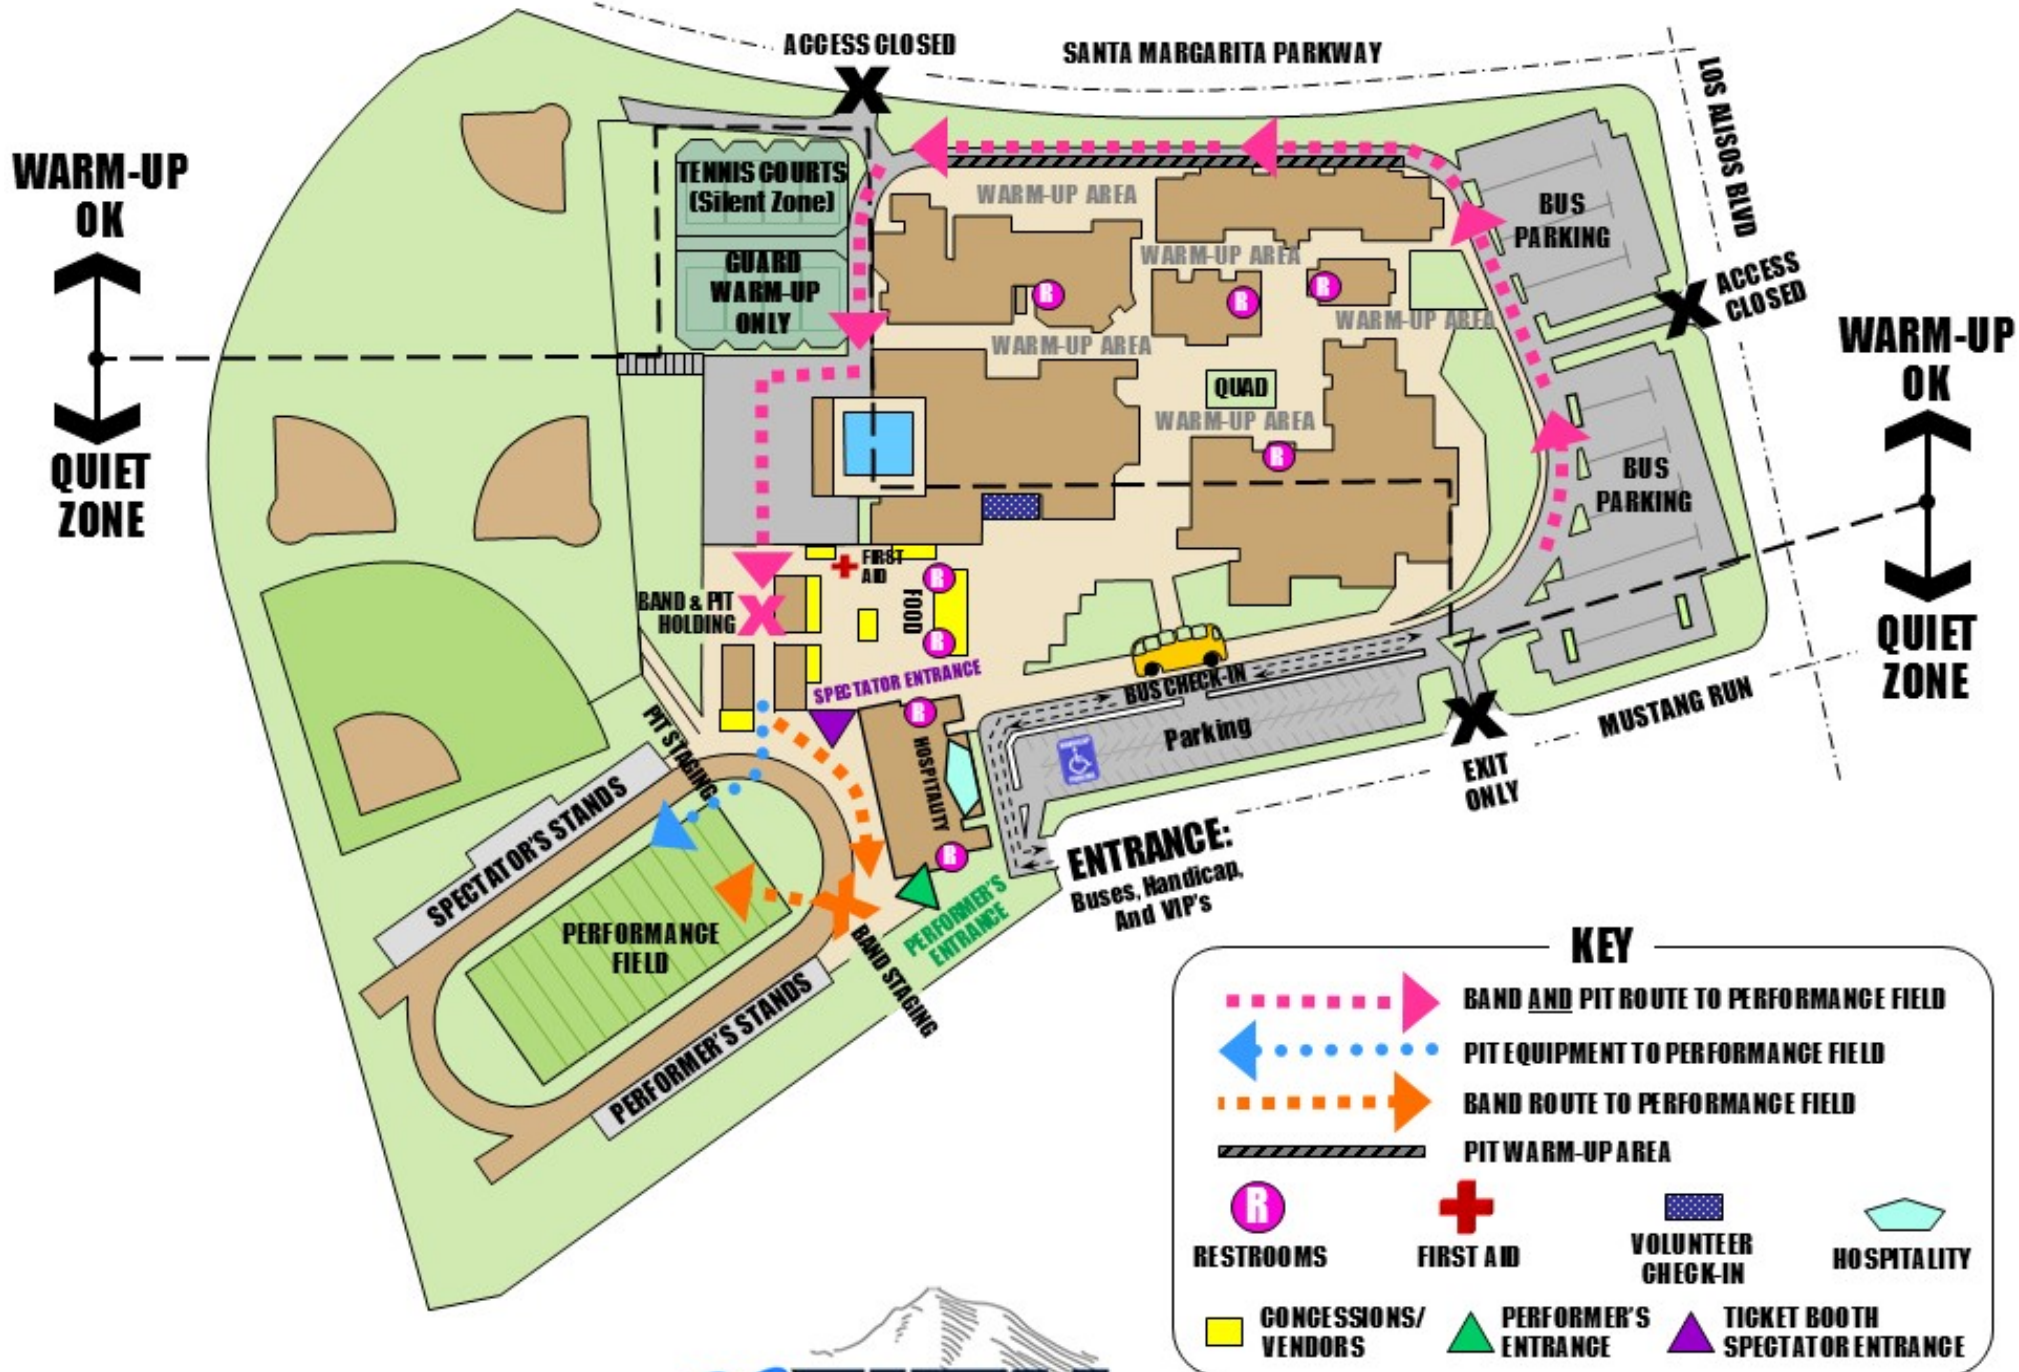 ACCESS CLOSED
SANTA MARGARITA PARKWAY
LOS ALISOS BLVD
WARM-UP
OK
QUIET
ZONE
TENNIS COURTS
(Silent Zone)
GUARD
WARM-UP
ONLY
WARM-UP AREA
WARM-UP AREA
WARM-UP AREA
WARM-UP AREA
WARM-UP AREA
R
R
R
R
QUAD
BUS
PARKING
ACCESS
CLOSED
BUS
PARKING
WARM-UP
OK
QUIET
ZONE
FIRST
AID
BAND & PIT
HOLDING
FOOD
R
R
SPECTATOR ENTRANCE
BUS CHECK-IN
Parking
MUSTANG RUN
EXIT
ONLY
PIT STAGING
R
HOSPITALITY
R
SPECTATOR'S STANDS
PERFORMANCE
FIELD
PERFORMER'S STANDS
BAND STAGING
PERFORMER'S
ENTRANCE
ENTRANCE:
Buses, Handicap,
And VIP's
KEY
BAND AND PIT ROUTE TO PERFORMANCE FIELD
PIT EQUIPMENT TO PERFORMANCE FIELD
BAND ROUTE TO PERFORMANCE FIELD
PIT WARM-UP AREA
R
RESTROOMS
FIRST AID
VOLUNTEER
CHECK-IN
HOSPITALITY
CONCESSIONS/
VENDORS
PERFORMER'S
ENTRANCE
TICKET BOOTH
SPECTATOR ENTRANCE